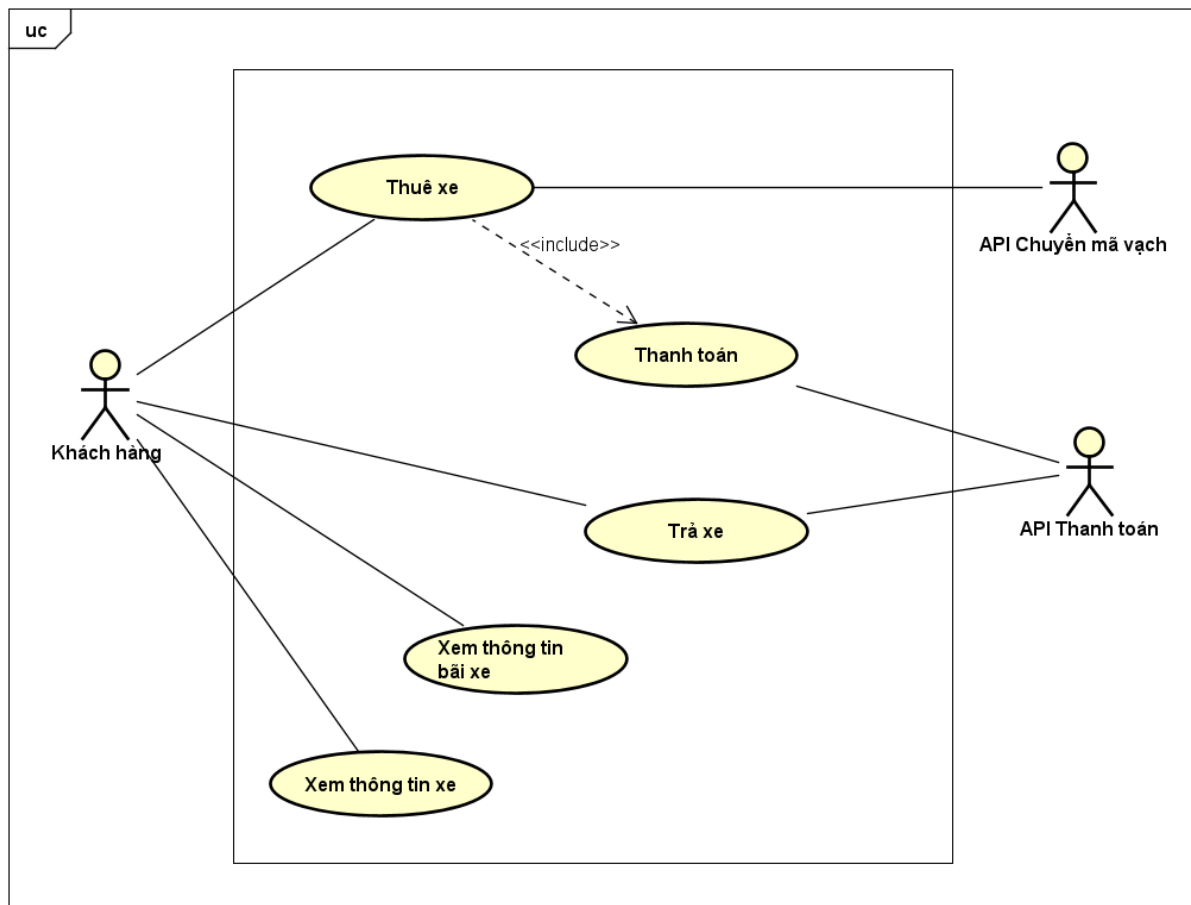 uc
Thuê xe
<<include>>
API Chuyển mã vạch
Thanh toán
Khách hàng
Trả xe
API Thanh toán
Xem thông tin
bãi xe
Xem thông tin xe